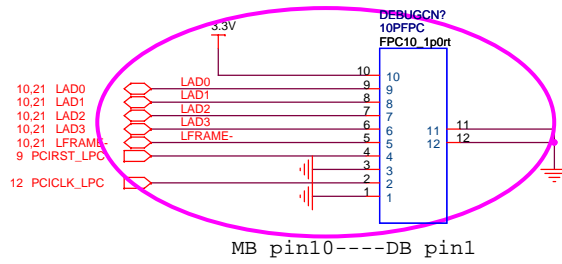 DEBUGCN?
10PFPC
FPC10_1p0rt
3.3V
10 10
10,21 LAD0 LAD0 9 9
10,21 LAD1 LAD1 8 8
10,21 LAD2 LAD2 7 7
10,21 LAD3 LAD3 6 6 11 11
10,21 LFRAME- LFRAME- 5 5 12 12
9 PCIRST_LPC 4 4
3 3
12 PCICLK_LPC 2 2
1 1
MB pin10----DB pin1